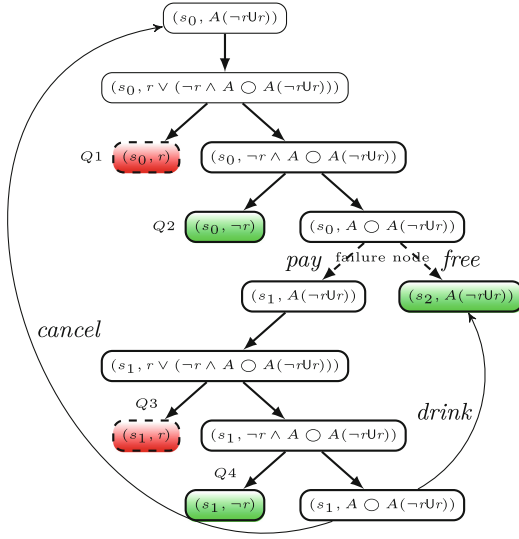 (s₀, A(¬rUr))
(s₀, r ∨ (¬r ∧ A ◯ A(¬rUr)))
Q1 (s₀, r) (s₀, ¬r ∧ A ◯ A(¬rUr))
Q2 (s₀, ¬r) (s₀, A ◯ A(¬rUr))
pay failure node free
(s₁, A(¬rUr)) (s₂, A(¬rUr))
cancel
(s₁, r ∨ (¬r ∧ A ◯ A(¬rUr)))
Q3
drink
(s₁, r) (s₁, ¬r ∧ A ◯ A(¬rUr))
Q4
(s₁, ¬r) (s₁, A ◯ A(¬rUr))